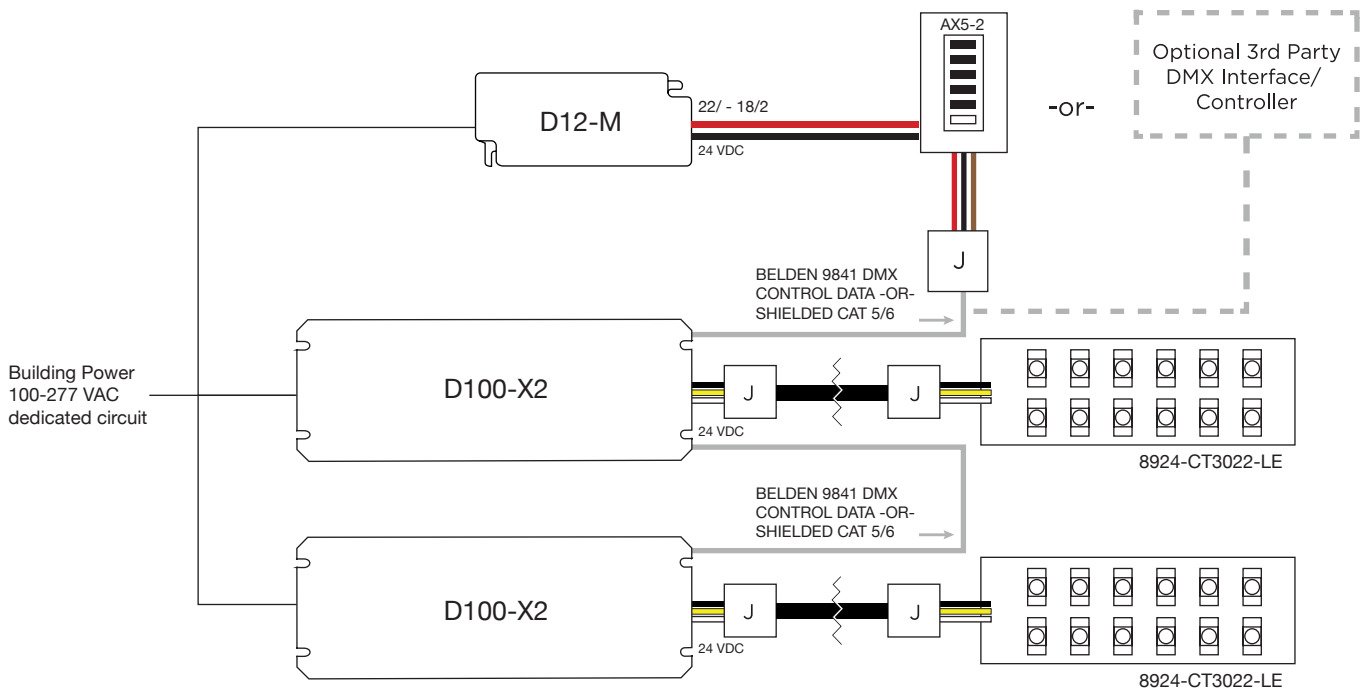 AX5-2
Optional 3rd Party
DMX Interface/
Controller
-or-
D12-M
22/ - 18/2
24 VDC
J
BELDEN 9841 DMX
CONTROL DATA -OR-
SHIELDED CAT 5/6
Building Power
100-277 VAC
dedicated circuit
D100-X2
J
J
24 VDC
8924-CT3022-LE
BELDEN 9841 DMX
CONTROL DATA -OR-
SHIELDED CAT 5/6
D100-X2
J
J
24 VDC
8924-CT3022-LE